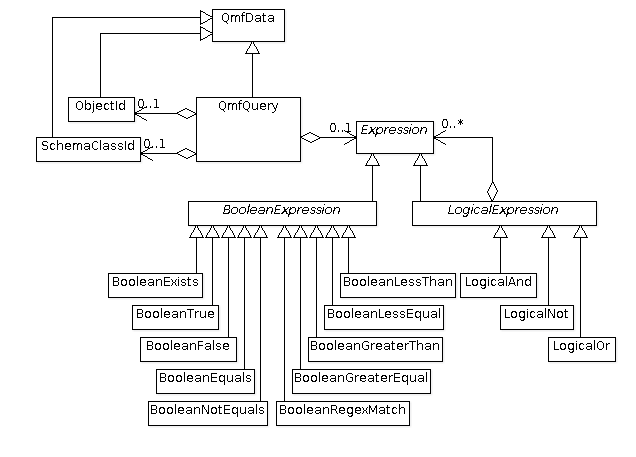 QmfData
ObjectId
0..1
QmfQuery
SchemaClassId
0..1
0..1
Expression
0..*
BooleanExpression
LogicalExpression
BooleanExists
BooleanLessThan
LogicalAnd
BooleanTrue
BooleanLessEqual
LogicalNot
BooleanFalse
BooleanGreaterThan
LogicalOr
BooleanEquals
BooleanGreaterEqual
BooleanNotEquals
BooleanRegexMatch